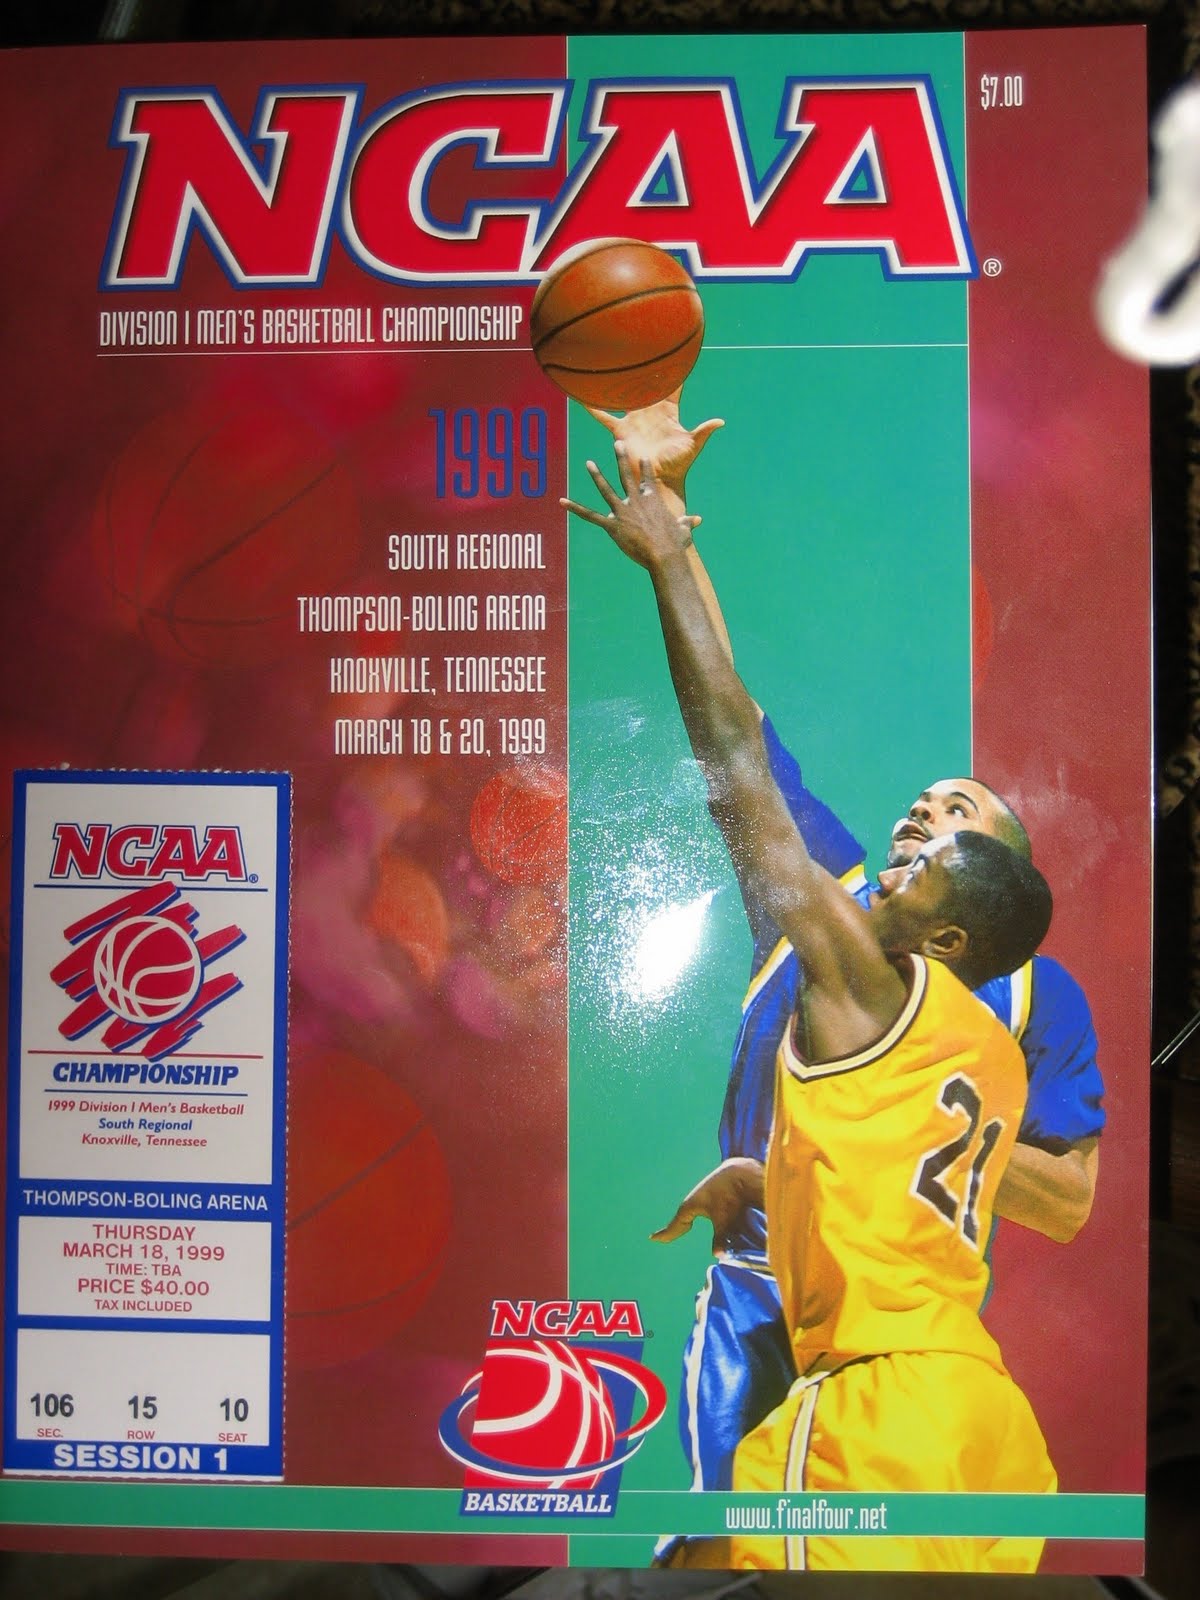 NCAA®
$7.00
DIVISION I MEN'S BASKETBALL CHAMPIONSHIP
1999
SOUTH REGIONAL
THOMPSON-BOLING ARENA
KNOXVILLE, TENNESSEE
MARCH 18 & 20, 1999
NCAA®
CHAMPIONSHIP
1999 Division I Men's Basketball
South Regional
Knoxville, Tennessee
THOMPSON-BOLING ARENA
THURSDAY
MARCH 18, 1999
TIME: TBA
PRICE $40.00
TAX INCLUDED
106 15 10
SEC. ROW SEAT
SESSION 1
21
NCAA®
BASKETBALL
www.finalfour.net